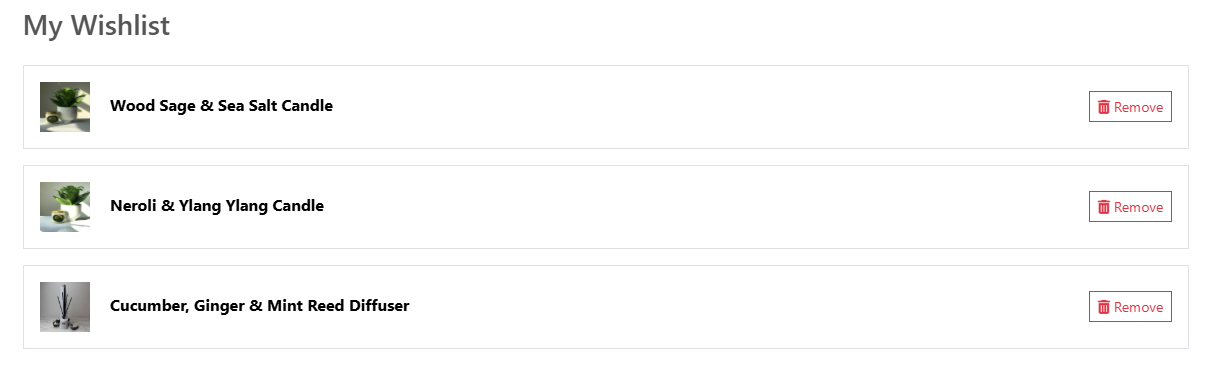 My Wishlist
Wood Sage & Sea Salt Candle
Remove
Neroli & Ylang Ylang Candle
Remove
Cucumber, Ginger & Mint Reed Diffuser
Remove